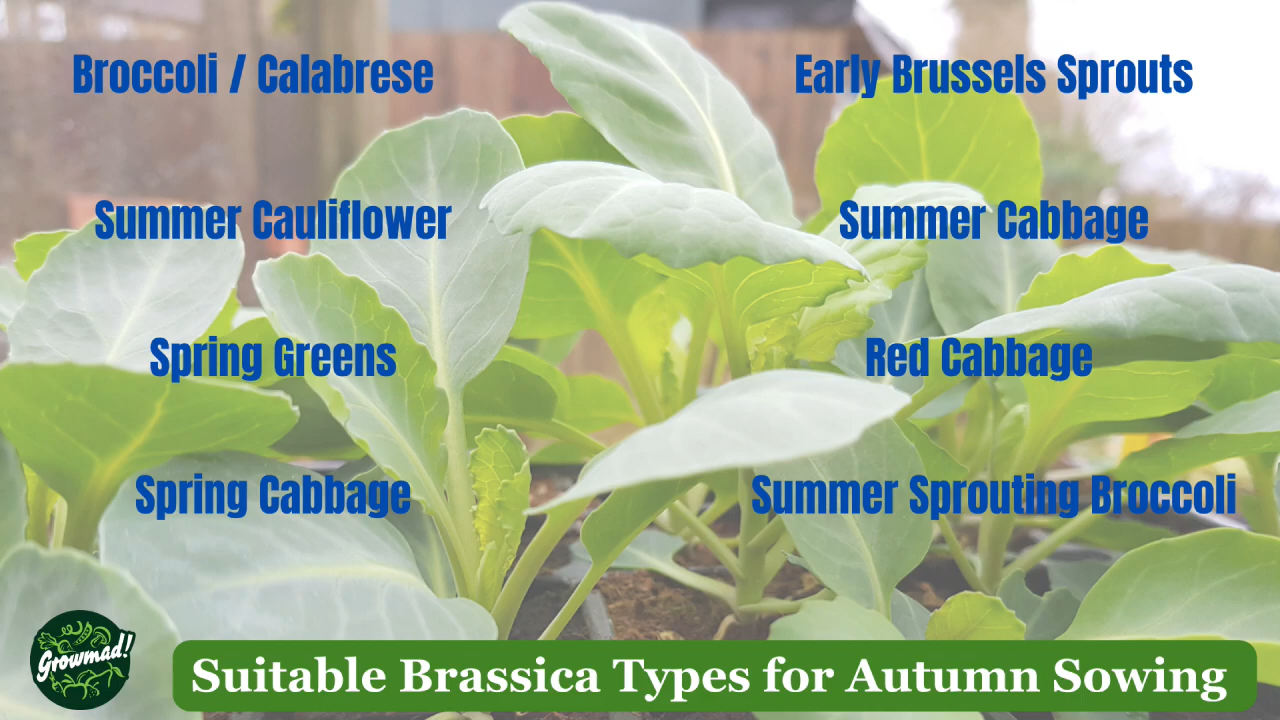 Broccoli / Calabrese
Early Brussels Sprouts
Summer Cauliflower
Summer Cabbage
Spring Greens
Red Cabbage
Spring Cabbage
Summer Sprouting Broccoli
Growmad!
Suitable Brassica Types for Autumn Sowing